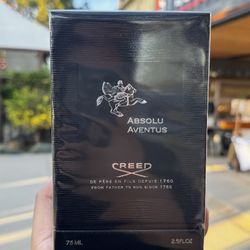 ABSOLU
AVENTUS
CREED
DE PÈRE EN FILS DEPUIS 1760
FROM FATHER TO SON SINCE 1760
75 ML 2.5 FL.OZ